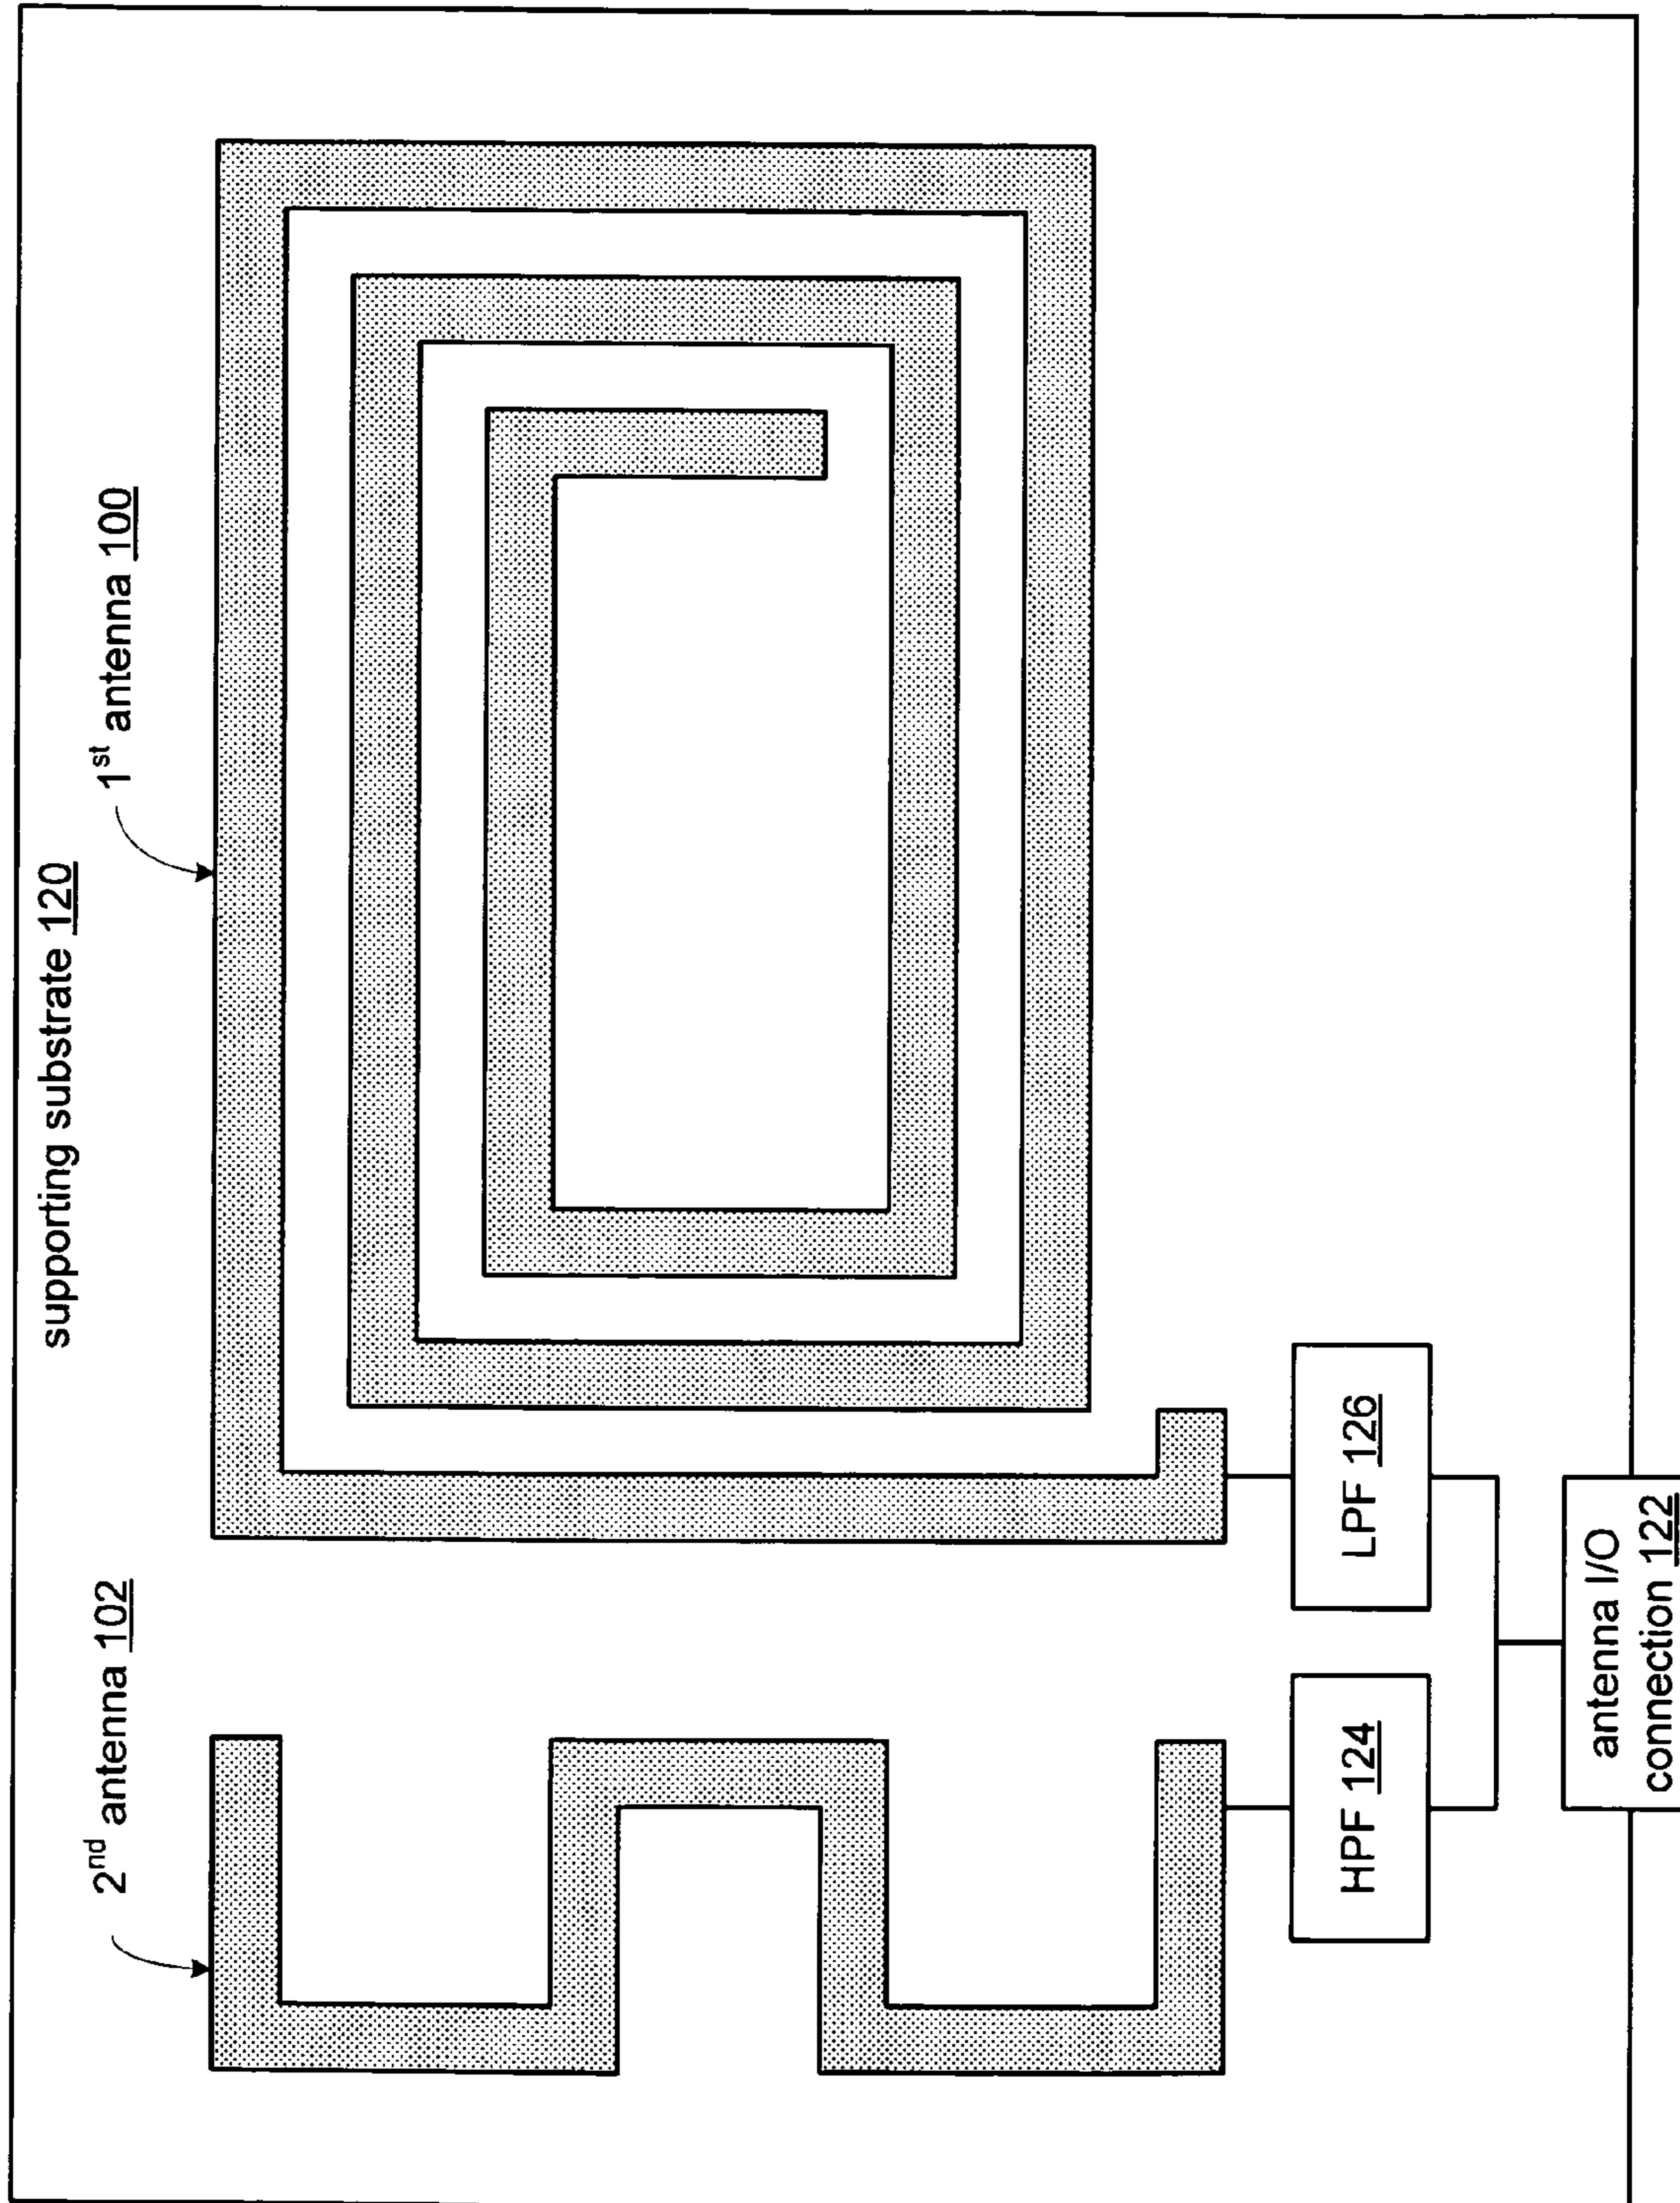 supporting substrate 120
2nd antenna 102
1st antenna 100
HPF 124
LPF 126
antenna I/O
connection 122